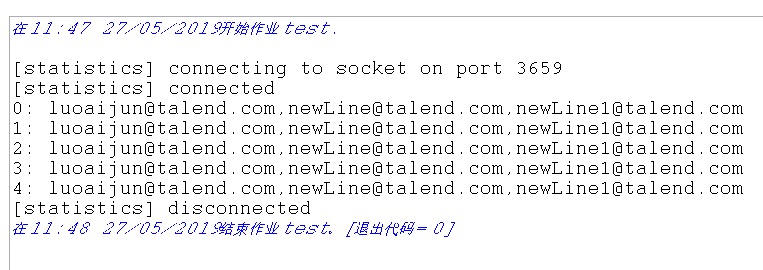 在11:47 27/05/2019开始作业 test.
[statistics] connecting to socket on port 3659
[statistics] connected
0: luoaijun@talend.com,newLine@talend.com,newLine1@talend.com
1: luoaijun@talend.com,newLine@talend.com,newLine1@talend.com
2: luoaijun@talend.com,newLine@talend.com,newLine1@talend.com
3: luoaijun@talend.com,newLine@talend.com,newLine1@talend.com
4: luoaijun@talend.com,newLine@talend.com,newLine1@talend.com
[statistics] disconnected
在11:48 27/05/2019结束作业 test. [退出代码= 0]